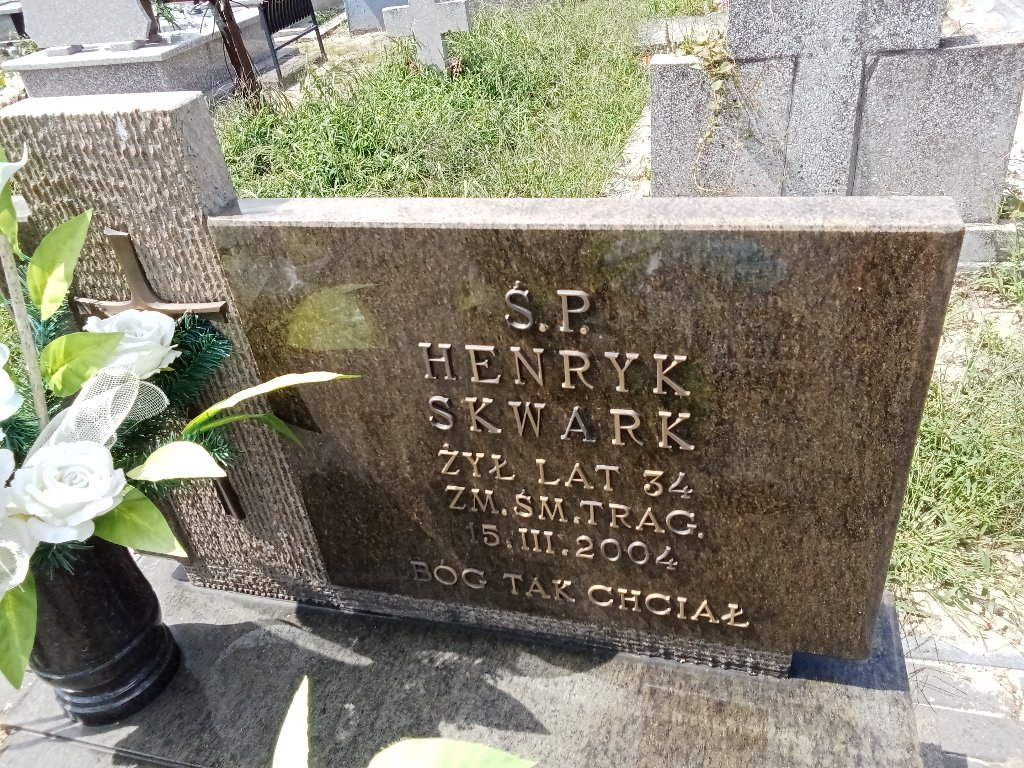 Ś.P.
HENRYK
SKWARK
ŻYŁ LAT 34
ZM.ŚM.TRAG.
15.III.2004
BÓG TAK CHCIAŁ